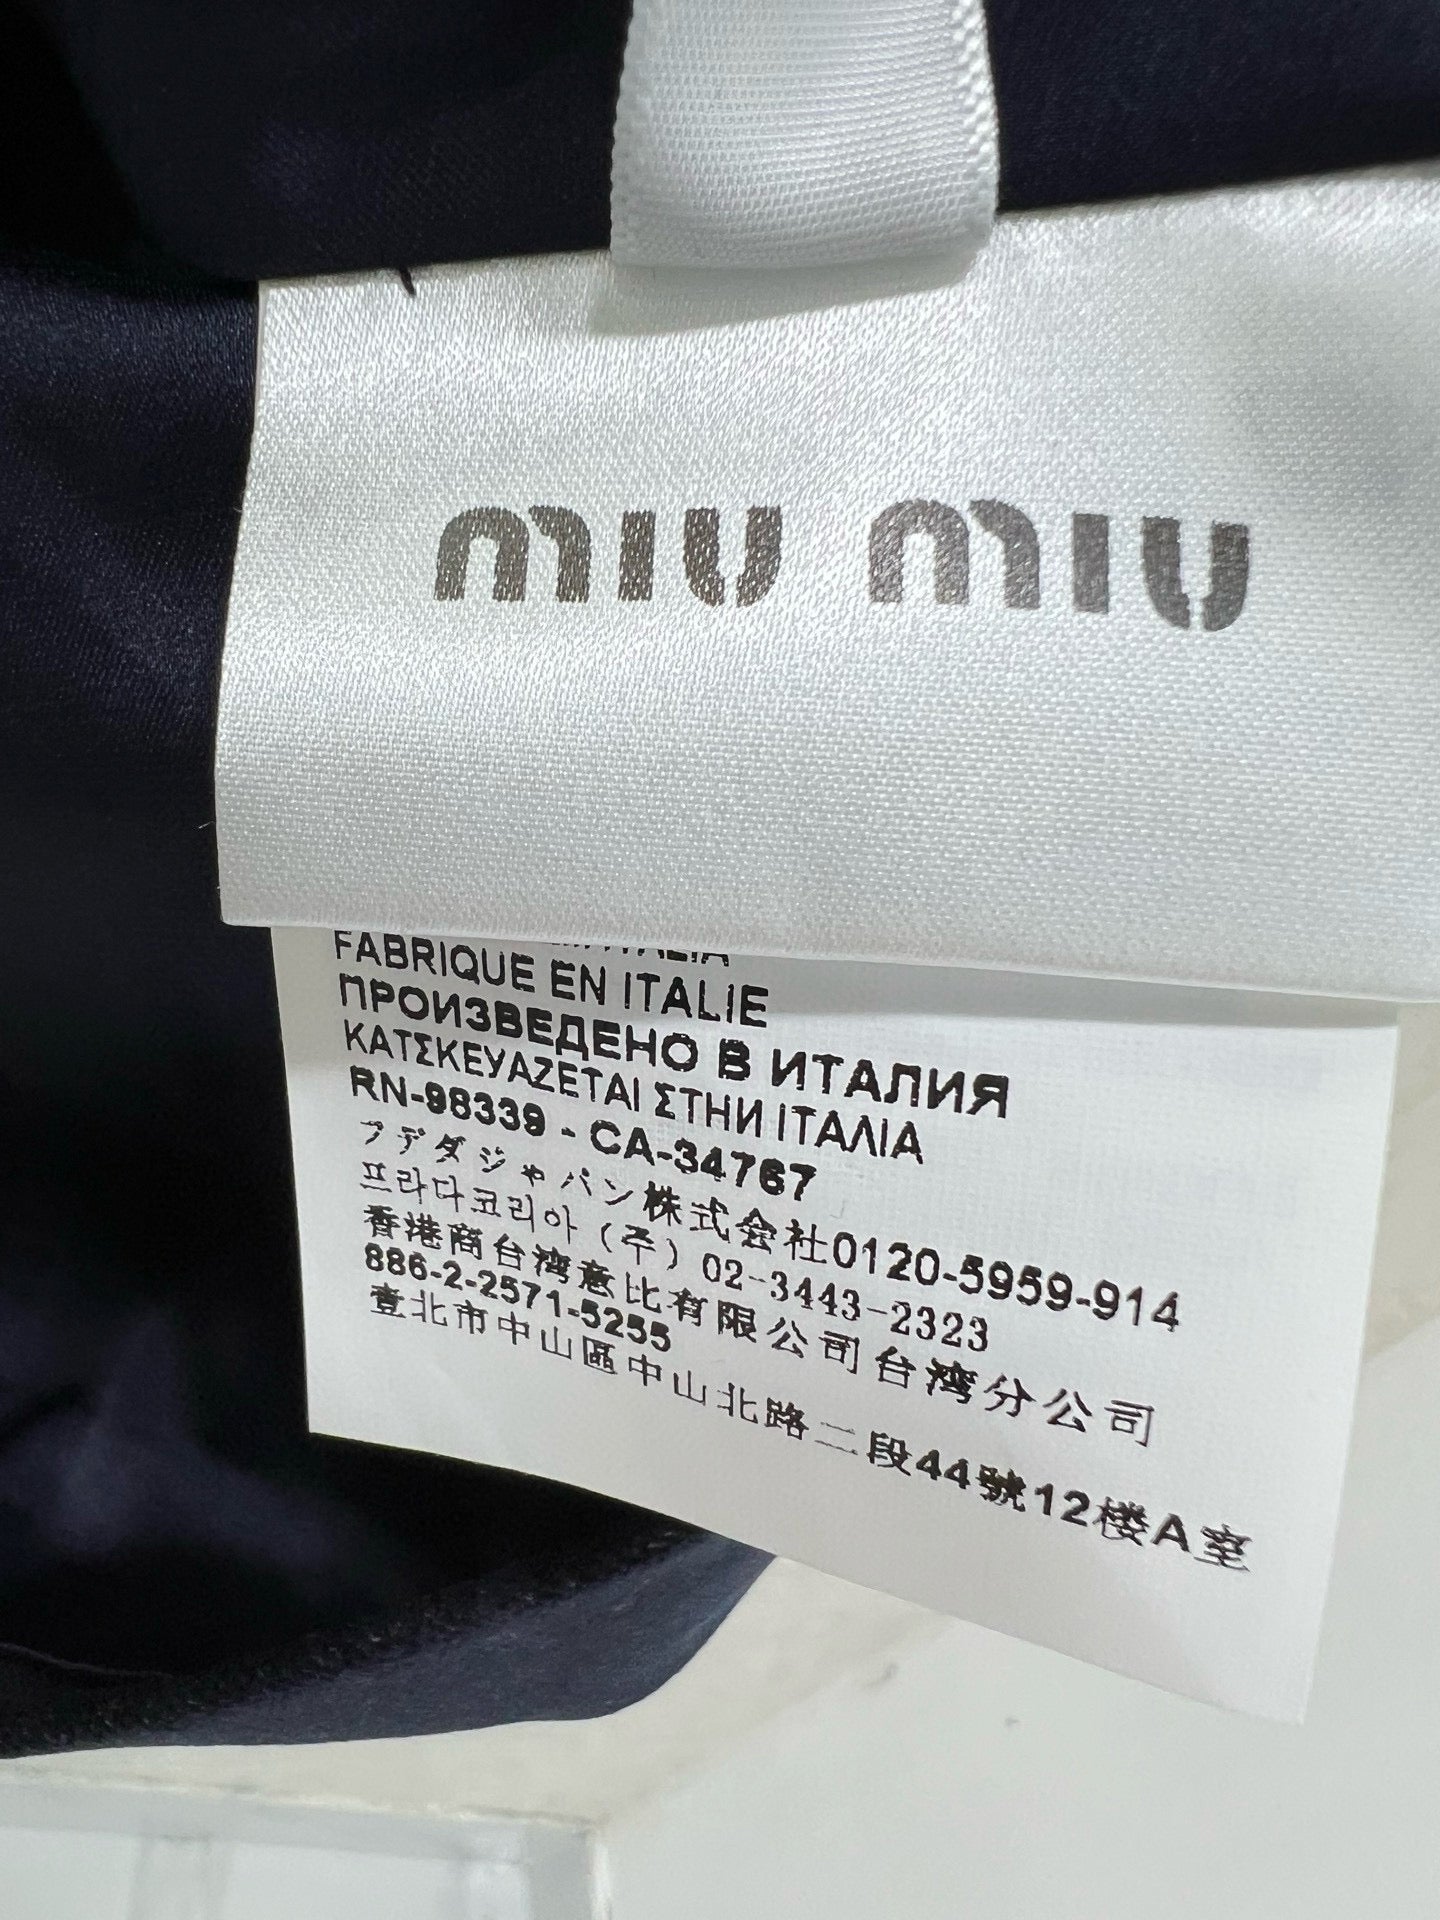 miu miu
FABRIQUE EN ITALIE
ПРОИЗВЕДЕНО В ИТАЛИЯ
ΚΑΤΣΚΕΥΑΖΕΤΑΙ ΣΤΗИ ΙΤΑΛΙΑ
RN-98339 - CA-34767
フデダジャパン株式会社0120-5959-914
프라다코리아 (주) 02-3443-2323
香港商台湾意比有限公司台湾分公司
886-2-2571-5255
壹北市中山區中山北路二段44號12楼A室